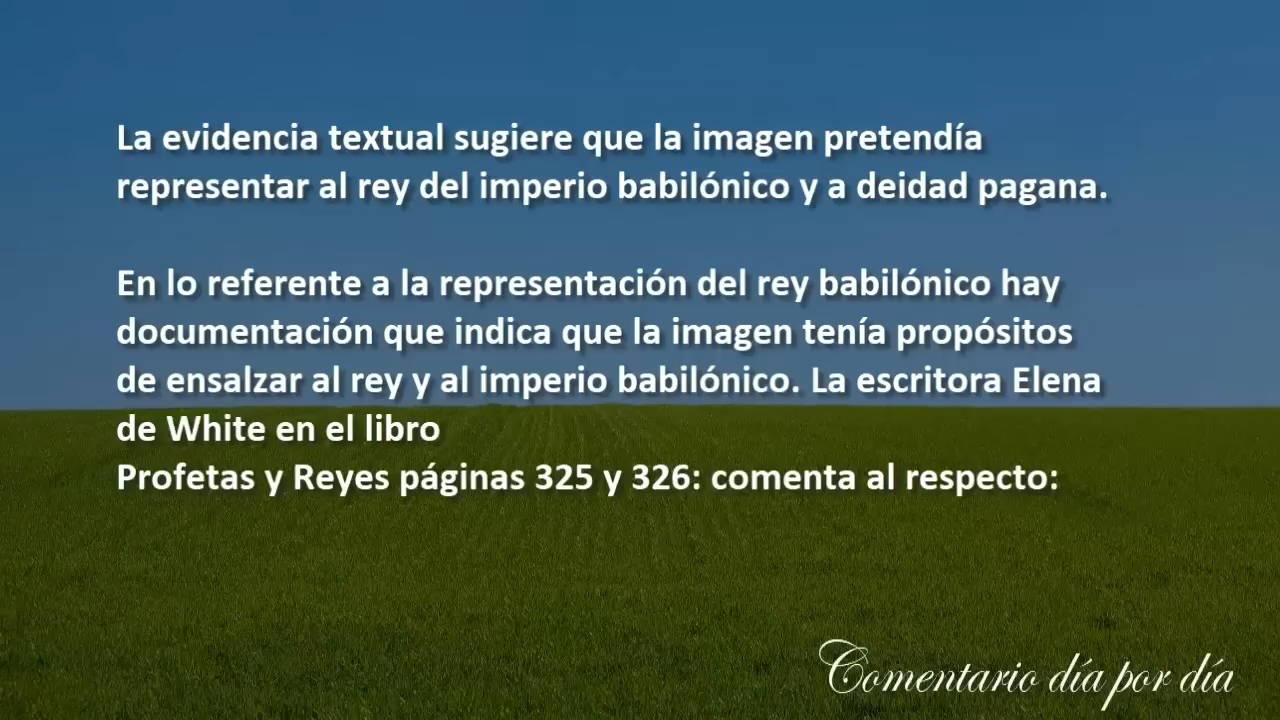 La evidencia textual sugiere que la imagen pretendía
representar al rey del imperio babilónico y a deidad pagana.
En lo referente a la representación del rey babilónico hay
documentación que indica que la imagen tenía propósitos
de ensalzar al rey y al imperio babilónico. La escritora Elena
de White en el libro
Profetas y Reyes páginas 325 y 326: comenta al respecto:
Comentario día por día